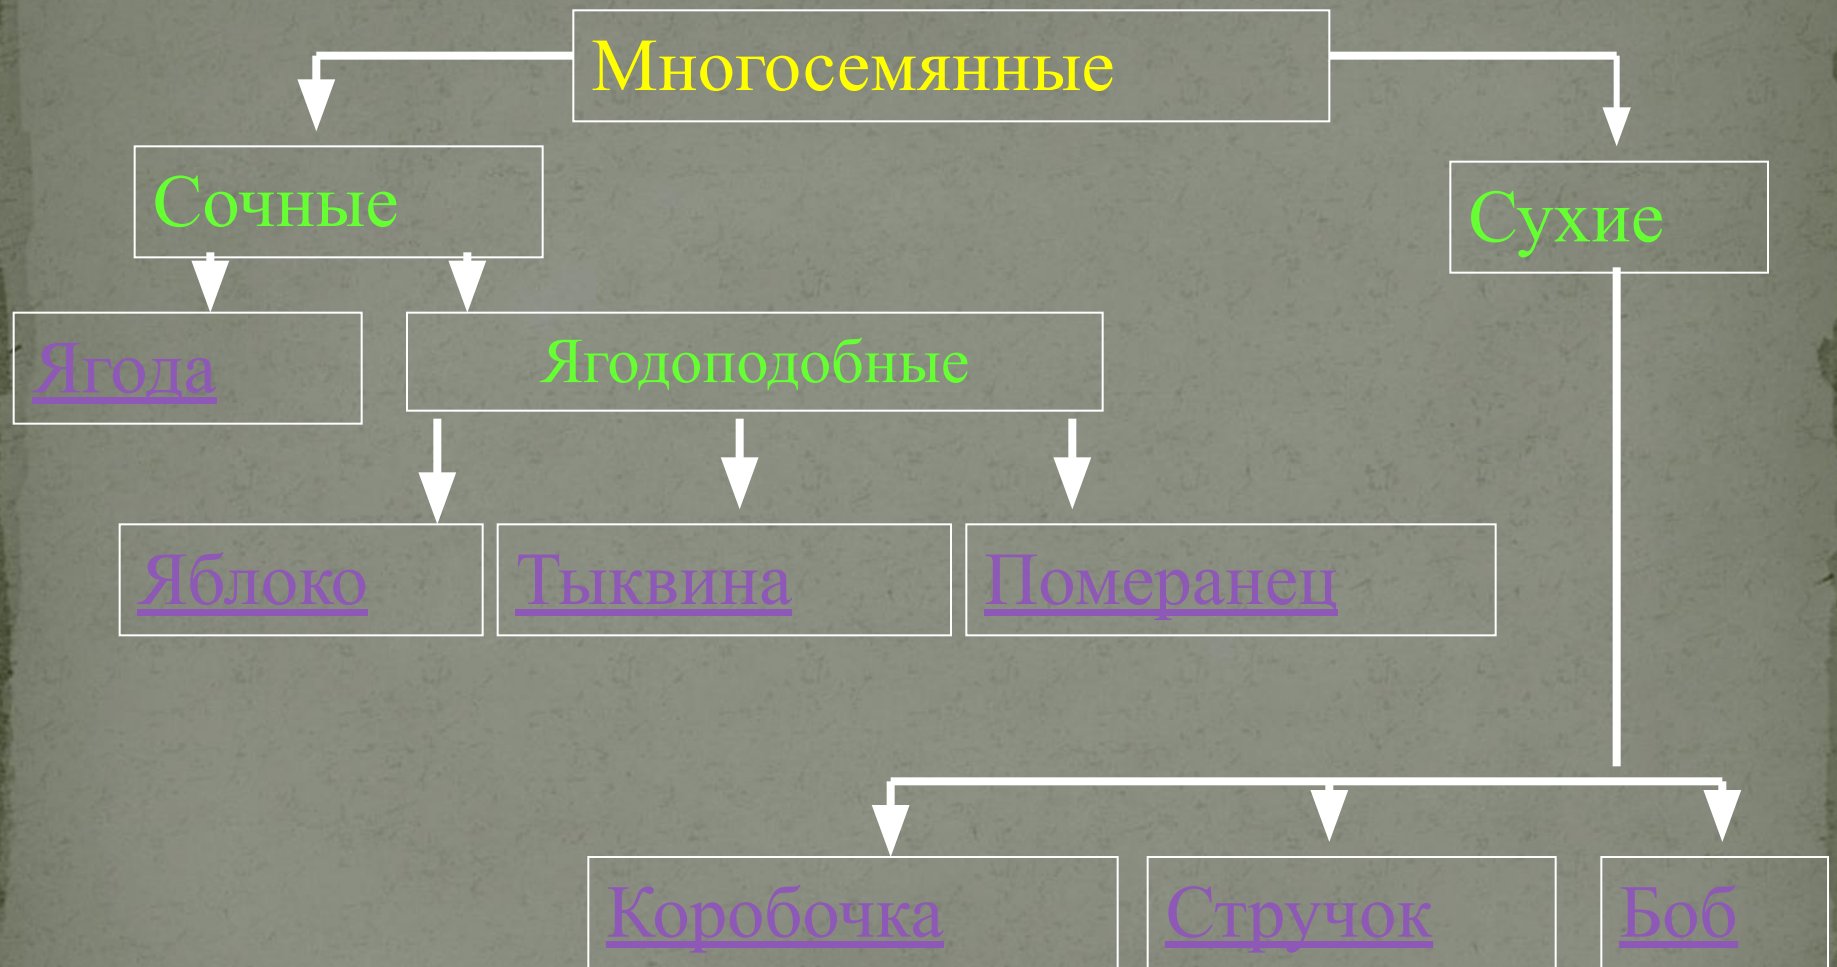 Многосемянные
Сочные
Сухие
Ягода
Ягодоподобные
Яблоко
Тыквина
Померанец
Коробочка
Стручок
Боб